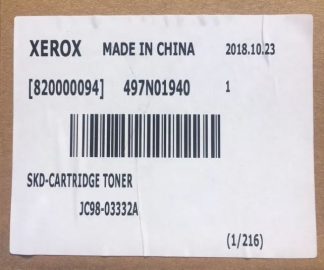 XEROX MADE IN CHINA 2018.10.23
[820000094] 497N01940 1
SKD-CARTRIDGE TONER
JC98-03332A
(1/216)